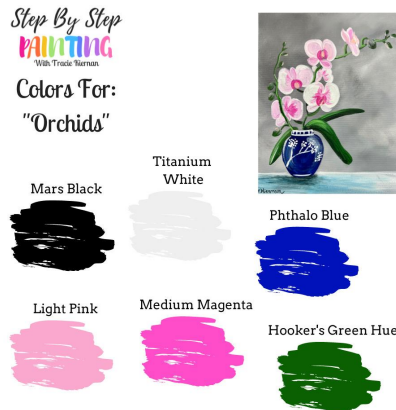 Step By Step
PAINTING
With Tracie Kiernan
Colors For:
"Orchids"
Titanium
White
Mars Black
Phthalo Blue
Light Pink
Medium Magenta
Hooker's Green Hue